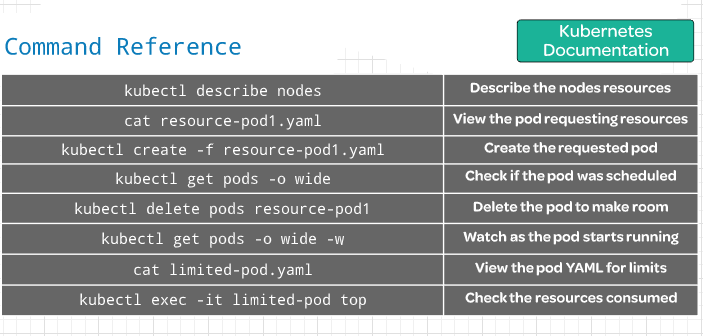 Command Reference
Kubernetes
Documentation
kubectl describe nodes
Describe the nodes resources
cat resource-pod1.yaml
View the pod requesting resources
kubectl create -f resource-pod1.yaml
Create the requested pod
kubectl get pods -o wide
Check if the pod was scheduled
kubectl delete pods resource-pod1
Delete the pod to make room
kubectl get pods -o wide -w
Watch as the pod starts running
cat limited-pod.yaml
View the pod YAML for limits
kubectl exec -it limited-pod top
Check the resources consumed